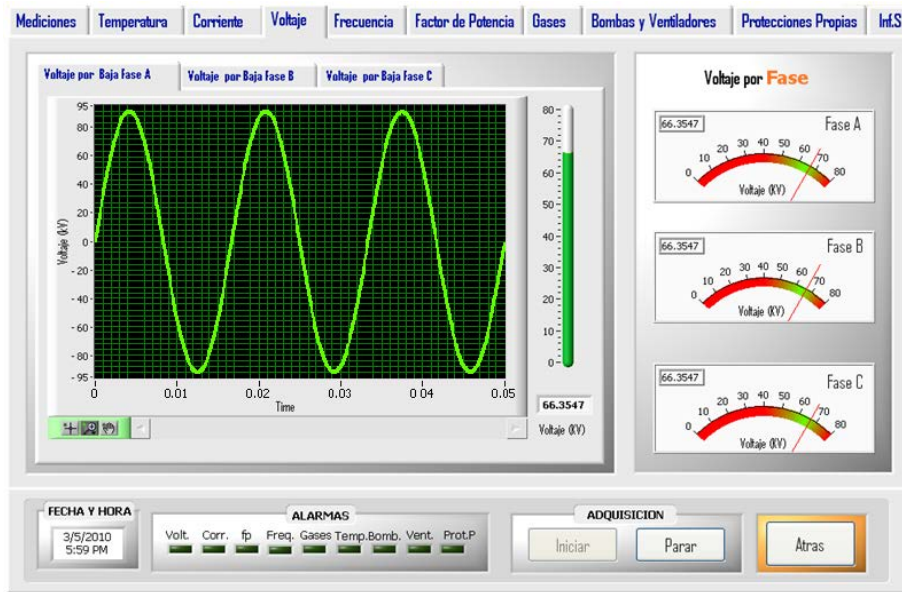 Mediciones Temperatura Corriente Voltaje Frecuencia Factor de Potencia Gases Bombas y Ventiladores Protecciones Propias Inf.S
Voltaje por Baja Fase A Voltaje por Baja Fase B Voltaje por Baja Fase C
95
80
60
40
20
0
-20
-40
-60
-80
-95
Voltaje (kV)
0 0.01 0.02 0.03 0.04 0.05
Time
80
70
60
50
40
30
20
10
0
66.3547
Voltaje (KV)
Voltaje por Fase
66.3547 Fase A
0 10 20 30 40 50 60 70 80
Voltaje (KV)
66.3547 Fase B
0 10 20 30 40 50 60 70 80
Voltaje (KV)
66.3547 Fase C
0 10 20 30 40 50 60 70 80
Voltaje (KV)
FECHA Y HORA
3/5/2010
5:59 PM
ALARMAS
Volt. Corr. fp Freq. Gases Temp. Bomb. Vent. Prot.P
ADQUISICION
Iniciar Parar
Atras